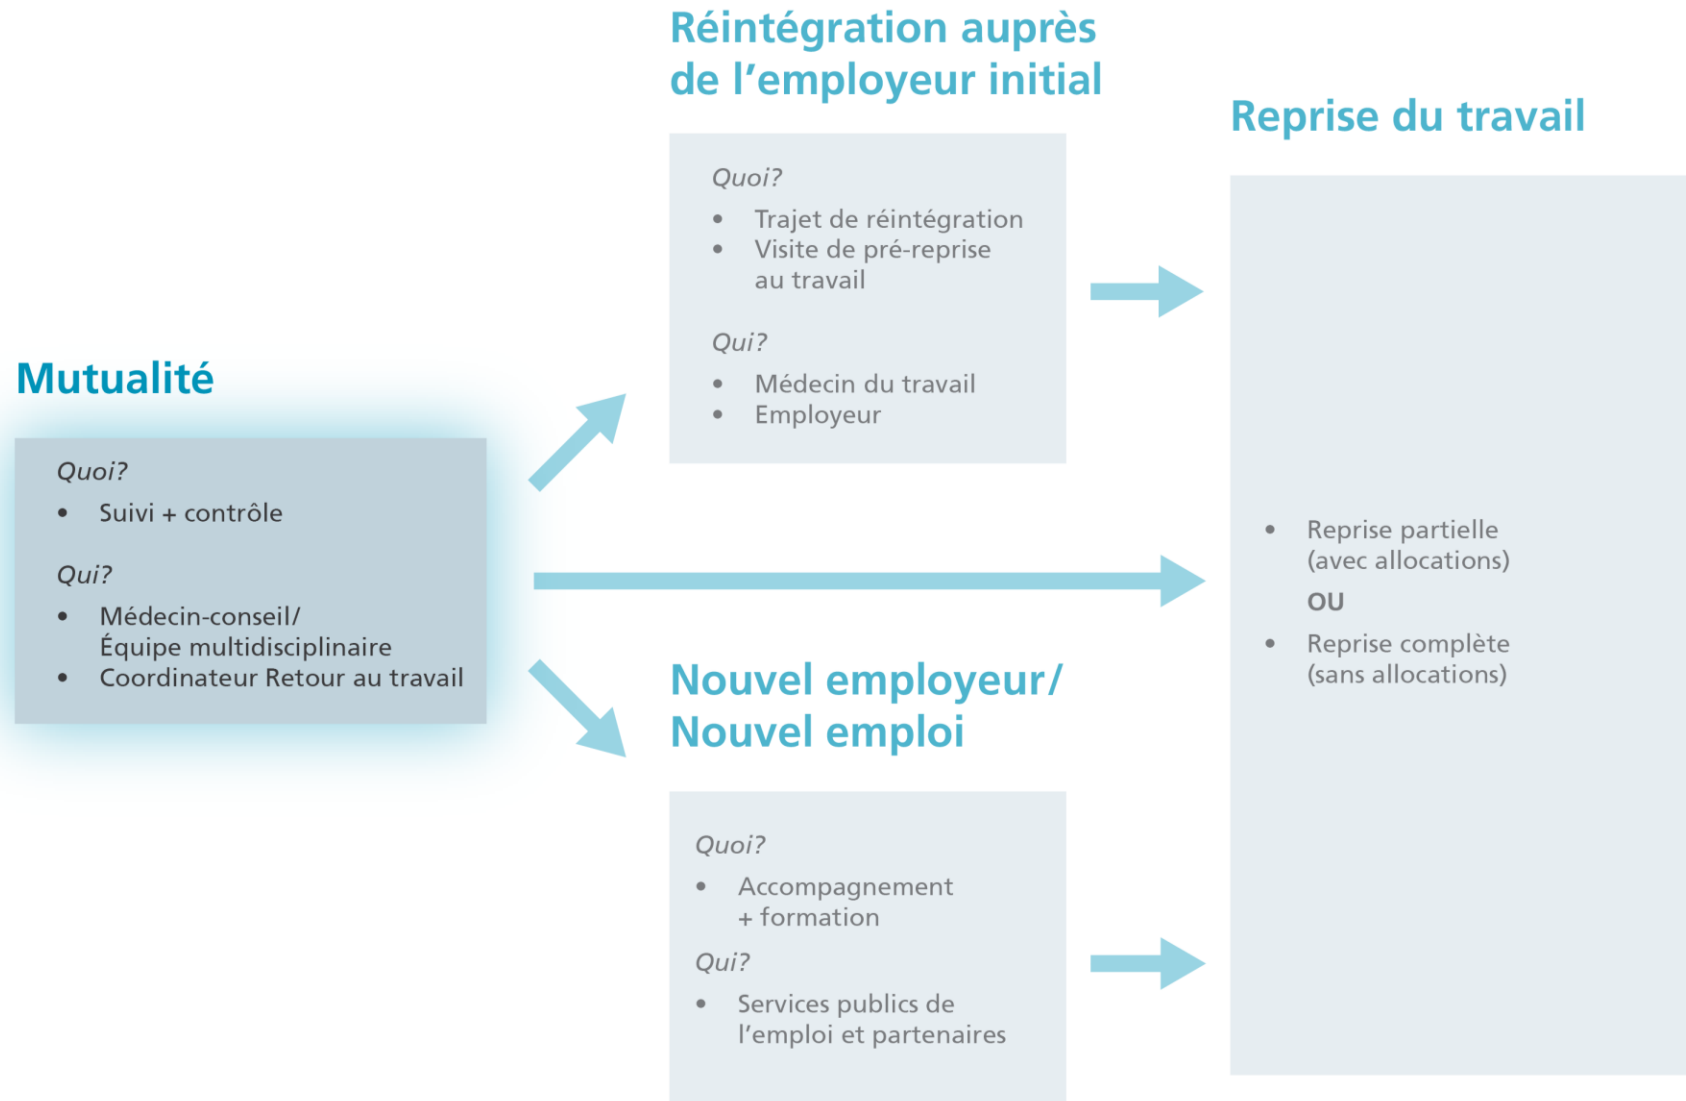 Mutualité
Quoi?
• Suivi + contrôle
Qui?
• Médecin-conseil/
Équipe multidisciplinaire
• Coordinateur Retour au travail
Réintégration auprès
de l'employeur initial
Quoi?
• Trajet de réintégration
• Visite de pré-reprise
au travail
Qui?
• Médecin du travail
• Employeur
Nouvel employeur/
Nouvel emploi
Quoi?
• Accompagnement
+ formation
Qui?
• Services publics de
l'emploi et partenaires
Reprise du travail
• Reprise partielle
(avec allocations)
OU
• Reprise complète
(sans allocations)